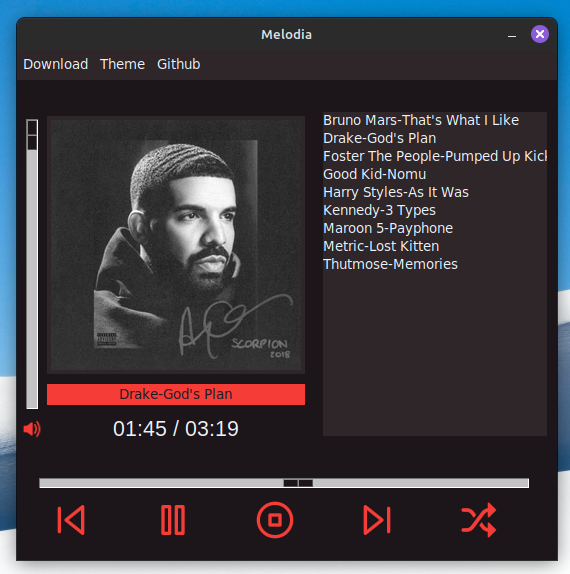 Melodia
Download Theme Github
Bruno Mars-That's What I Like
Drake-God's Plan
Foster The People-Pumped Up Kick
Good Kid-Nomu
Harry Styles-As It Was
Kennedy-3 Types
Maroon 5-Payphone
Metric-Lost Kitten
Thutmose-Memories
SCORPION
2018
Drake-God's Plan
01:45 / 03:19